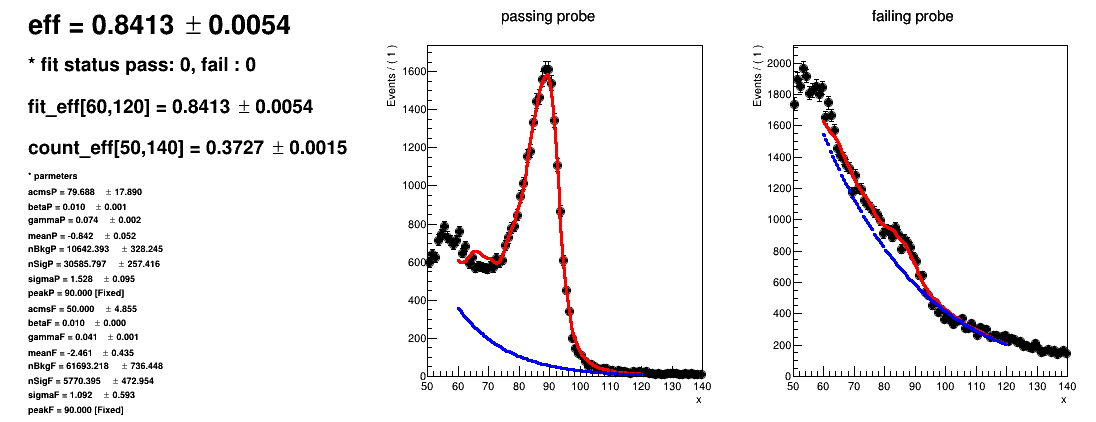 eff = 0.8413 ± 0.0054
* fit status pass: 0, fail : 0
fit_eff[60,120] = 0.8413 ± 0.0054
count_eff[50,140] = 0.3727 ± 0.0015
* parmeters
acmsP = 79.688 ± 17.890
betaP = 0.010 ± 0.001
gammaP = 0.074 ± 0.002
meanP = -0.842 ± 0.052
nBkgP = 10642.393 ± 328.245
nSigP = 30585.797 ± 257.416
sigmaP = 1.528 ± 0.095
peakP = 90.000 [Fixed]
acmsF = 50.000 ± 4.855
betaF = 0.010 ± 0.000
gammaF = 0.041 ± 0.001
meanF = -2.461 ± 0.435
nBkgF = 61693.218 ± 736.448
nSigF = 5770.395 ± 472.954
sigmaF = 1.092 ± 0.593
peakF = 90.000 [Fixed]
passing probe
Events / ( 1 )
1600
1400
1200
1000
800
600
400
200
0
50 60 70 80 90 100 110 120 130 140
x
failing probe
Events / ( 1 )
2000
1800
1600
1400
1200
1000
800
600
400
200
0
50 60 70 80 90 100 110 120 130 140
x